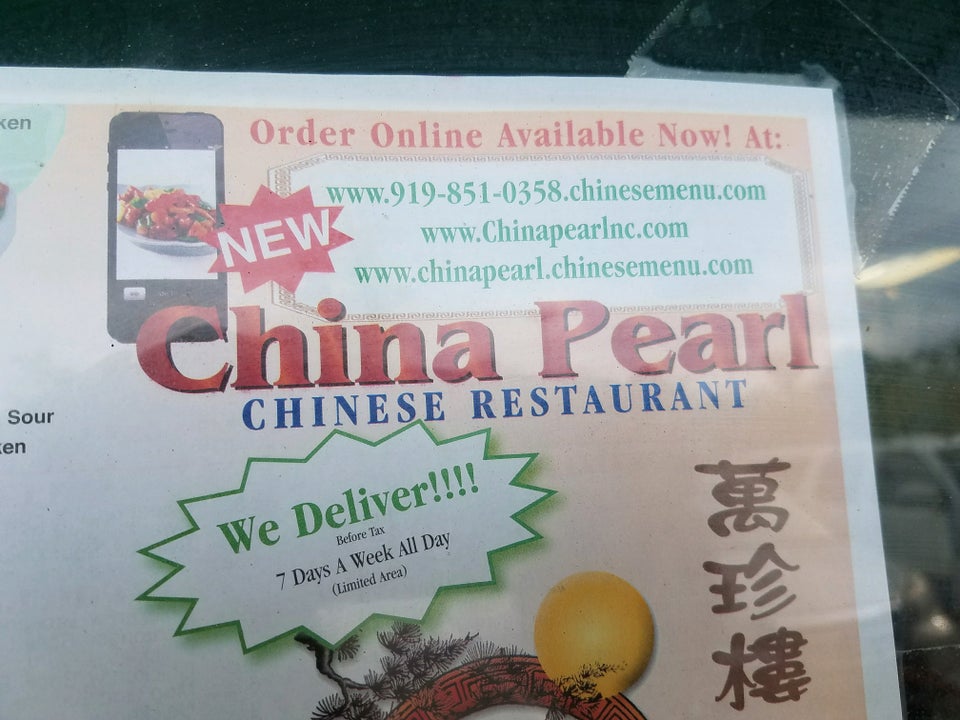 ken
Order Online Available Now! At:
www.919-851-0358.chinesemenu.com
www.Chinapearlnc.com
www.chinapearl.chinesemenu.com
NEW
China Pearl
CHINESE RESTAURANT
Sour
ken
We Deliver!!!!
Before Tax
7 Days A Week All Day
(Limited Area)
萬珍樓